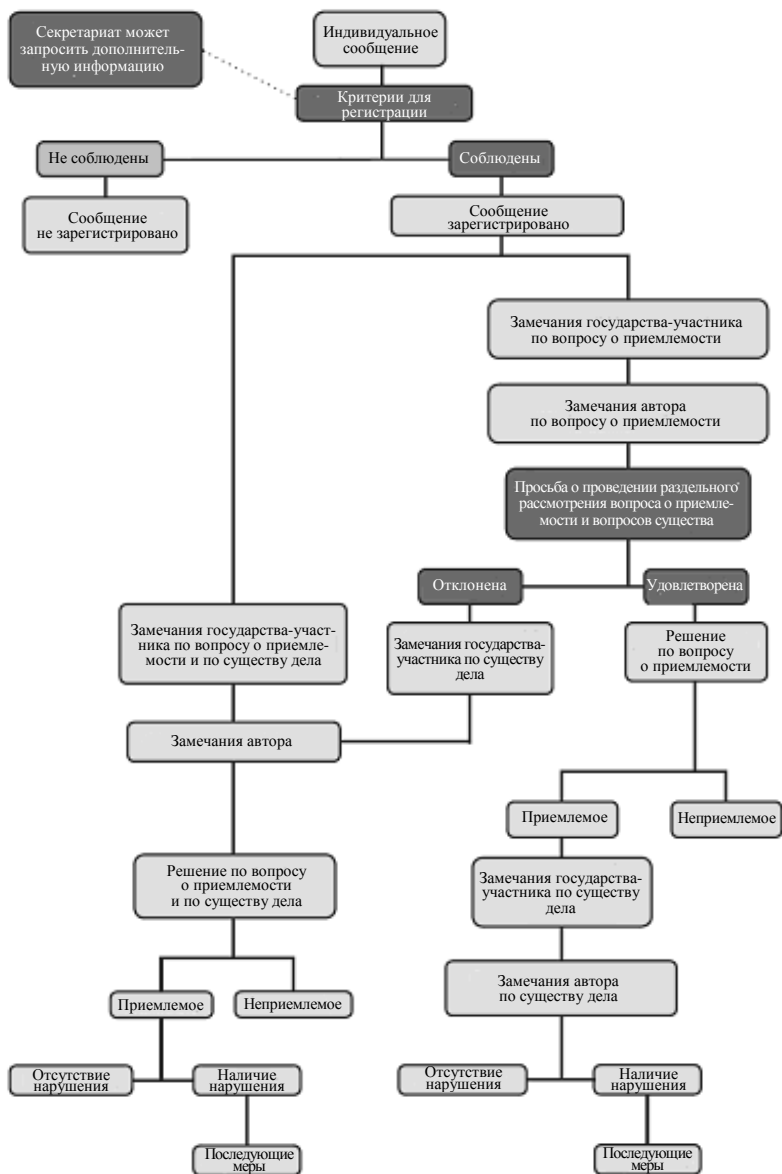 Секретариат может
запросить дополнитель-
ную информацию
Индивидуальное
сообщение
Критерии для
регистрации
Не соблюдены
Соблюдены
Сообщение
не зарегистрировано
Сообщение
зарегистрировано
Замечания государства-участника
по вопросу о приемлемости
Замечания автора
по вопросу о приемлемости
Просьба о проведении раздельного
рассмотрения вопроса о приемле-
мости и вопросов существа
Отклонена
Удовлетворена
Замечания государства-участ-
ника по вопросу о приемле-
мости и по существу дела
Замечания государства-
участника по существу
дела
Решение
по вопросу
о приемлемости
Замечания автора
Приемлемое
Неприемлемое
Решение по вопросу
о приемлемости
и по существу дела
Замечания государства-
участника по существу
дела
Замечания автора
по существу дела
Приемлемое
Неприемлемое
Отсутствие
нарушения
Наличие
нарушения
Отсутствие
нарушения
Наличие
нарушения
Последующие
меры
Последующие
меры